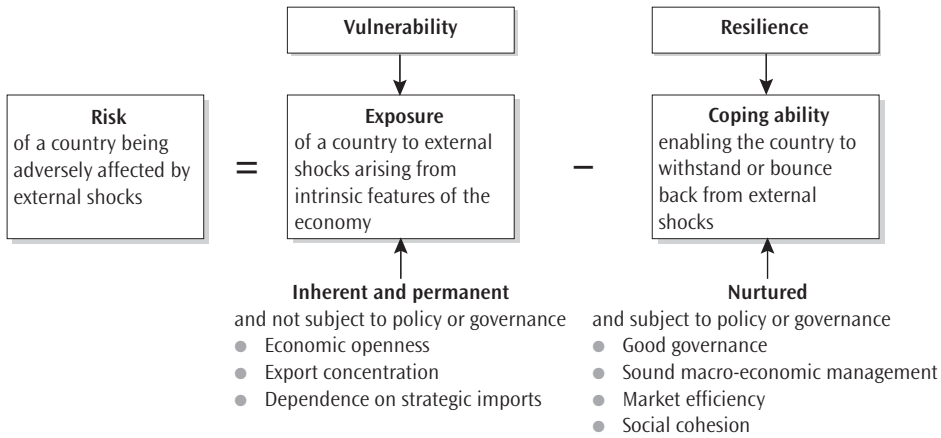 Vulnerability
Resilience
Risk
of a country being
adversely affected by
external shocks
=
Exposure
of a country to external
shocks arising from
intrinsic features of the
economy
–
Coping ability
enabling the country to
withstand or bounce
back from external
shocks
Inherent and permanent
and not subject to policy or governance
● Economic openness
● Export concentration
● Dependence on strategic imports
Nurtured
and subject to policy or governance
● Good governance
● Sound macro-economic management
● Market efficiency
● Social cohesion